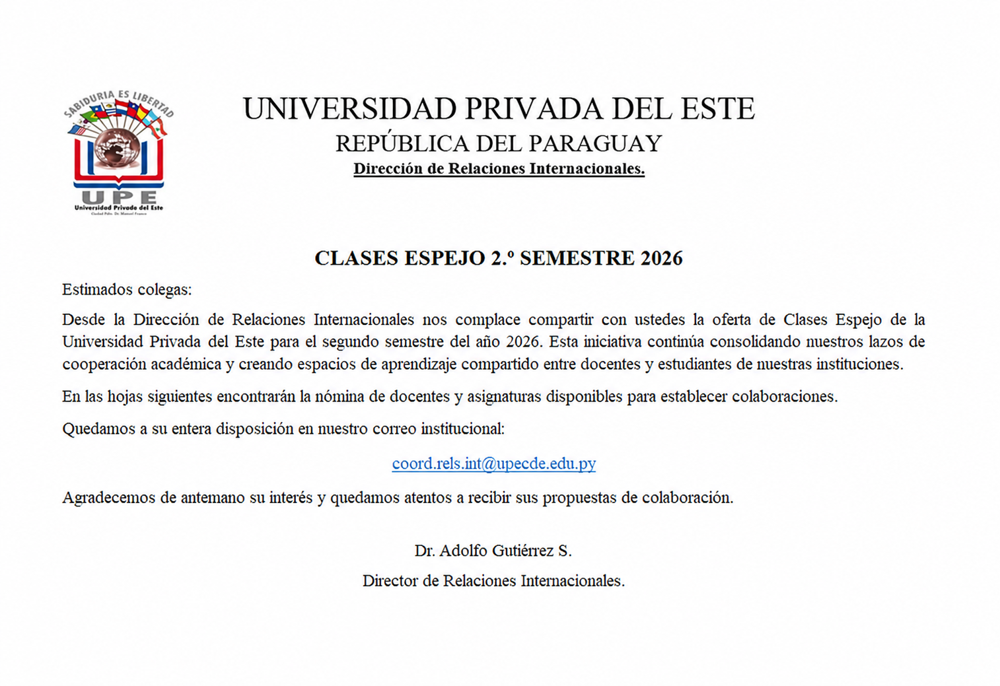 SABIDURIA ES LIBERTAD
UPE
Universidad Privada del Este
Ciudad Pdte. Dr. Manuel Franco
UNIVERSIDAD PRIVADA DEL ESTE
REPÚBLICA DEL PARAGUAY
Dirección de Relaciones Internacionales.
CLASES ESPEJO 2.º SEMESTRE 2026
Estimados colegas:
Desde la Dirección de Relaciones Internacionales nos complace compartir con ustedes la oferta de Clases Espejo de la
Universidad Privada del Este para el segundo semestre del año 2026. Esta iniciativa continúa consolidando nuestros lazos de
cooperación académica y creando espacios de aprendizaje compartido entre docentes y estudiantes de nuestras instituciones.
En las hojas siguientes encontrarán la nómina de docentes y asignaturas disponibles para establecer colaboraciones.
Quedamos a su entera disposición en nuestro correo institucional:
coord.rels.int@upecde.edu.py
Agradecemos de antemano su interés y quedamos atentos a recibir sus propuestas de colaboración.
Dr. Adolfo Gutiérrez S.
Director de Relaciones Internacionales.